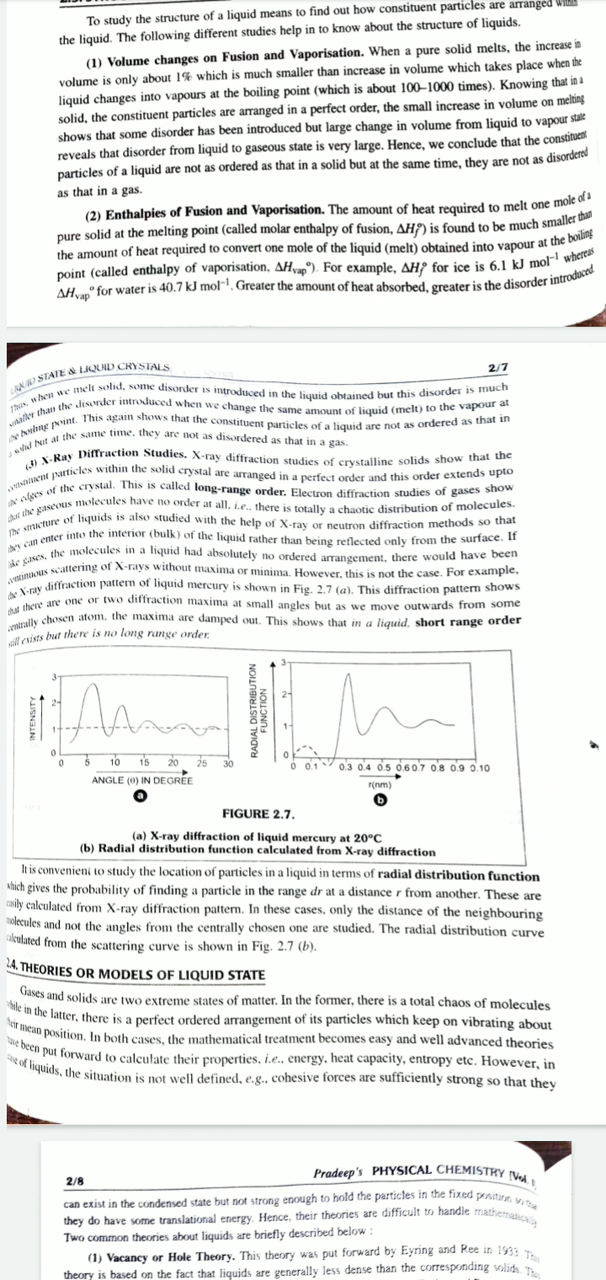 To study the structure of a liquid means to find out how constituent particles are arranged within
the liquid. The following different studies help in to know about the structure of liquids.
(1) Volume changes on Fusion and Vaporisation. When a pure solid melts, the increase in
volume is only about 1% which is much smaller than increase in volume which takes place when the
liquid changes into vapours at the boiling point (which is about 100–1000 times). Knowing that in a
solid, the constituent particles are arranged in a perfect order, the small increase in volume on melting
shows that some disorder has been introduced but large change in volume from liquid to vapour state
reveals that disorder from liquid to gaseous state is very large. Hence, we conclude that the constituent
particles of a liquid are not as ordered as that in a solid but at the same time, they are not as disordered
as that in a gas.
(2) Enthalpies of Fusion and Vaporisation. The amount of heat required to melt one mole of a
pure solid at the melting point (called molar enthalpy of fusion, ΔHf°) is found to be much smaller than
the amount of heat required to convert one mole of the liquid (melt) obtained into vapour at the boiling
point (called enthalpy of vaporisation, ΔHvap°). For example, ΔHf° for ice is 6.1 kJ mol⁻¹ whereas
ΔHvap° for water is 40.7 kJ mol⁻¹. Greater the amount of heat absorbed, greater is the disorder introduced.
LIQUID STATE & LIQUID CRYSTALS 2/7
Thus, when we melt solid, some disorder is introduced in the liquid obtained but this disorder is much
smaller than the disorder introduced when we change the same amount of liquid (melt) to the vapour at
the boiling point. This again shows that the constituent particles of a liquid are not as ordered as that in
a solid but at the same time, they are not as disordered as that in a gas.
(3) X-Ray Diffraction Studies. X-ray diffraction studies of crystalline solids show that the
constituent particles within the solid crystal are arranged in a perfect order and this order extends upto
the edges of the crystal. This is called long-range order. Electron diffraction studies of gases show
that the gaseous molecules have no order at all, i.e., there is totally a chaotic distribution of molecules.
The structure of liquids is also studied with the help of X-ray or neutron diffraction methods so that
they can enter into the interior (bulk) of the liquid rather than being reflected only from the surface. If
like gases, the molecules in a liquid had absolutely no ordered arrangement, there would have been
continuous scattering of X-rays without maxima or minima. However, this is not the case. For example,
the X-ray diffraction pattern of liquid mercury is shown in Fig. 2.7 (a). This diffraction pattern shows
that there are one or two diffraction maxima at small angles but as we move outwards from some
centrally chosen atom, the maxima are damped out. This shows that in a liquid, short range order
still exists but there is no long range order.
INTENSITY
3
2
1
0
0 5 10 15 20 25 30
ANGLE (θ) IN DEGREE
a
RADIAL DISTRIBUTION
FUNCTION
3
2
1
0
0 0.1 0.3 0.4 0.5 0.6 0.7 0.8 0.9 0.10
r(nm)
b
FIGURE 2.7.
(a) X-ray diffraction of liquid mercury at 20°C
(b) Radial distribution function calculated from X-ray diffraction
It is convenient to study the location of particles in a liquid in terms of radial distribution function
which gives the probability of finding a particle in the range dr at a distance r from another. These are
easily calculated from X-ray diffraction pattern. In these cases, only the distance of the neighbouring
molecules and not the angles from the centrally chosen one are studied. The radial distribution curve
calculated from the scattering curve is shown in Fig. 2.7 (b).
2.4. THEORIES OR MODELS OF LIQUID STATE
Gases and solids are two extreme states of matter. In the former, there is a total chaos of molecules
while in the latter, there is a perfect ordered arrangement of its particles which keep on vibrating about
their mean position. In both cases, the mathematical treatment becomes easy and well advanced theories
have been put forward to calculate their properties, i.e., energy, heat capacity, entropy etc. However, in
case of liquids, the situation is not well defined, e.g., cohesive forces are sufficiently strong so that they
2/8 Pradeep's PHYSICAL CHEMISTRY
can exist in the condensed state but not strong enough to hold the particles in the fixed position so that
they do have some translational energy. Hence, their theories are difficult to handle mathematically
Two common theories about liquids are briefly described below :
(1) Vacancy or Hole Theory. This theory was put forward by Eyring and Ree in 1933
theory is based on the fact that liquids are generally less dense than the corresponding solids.